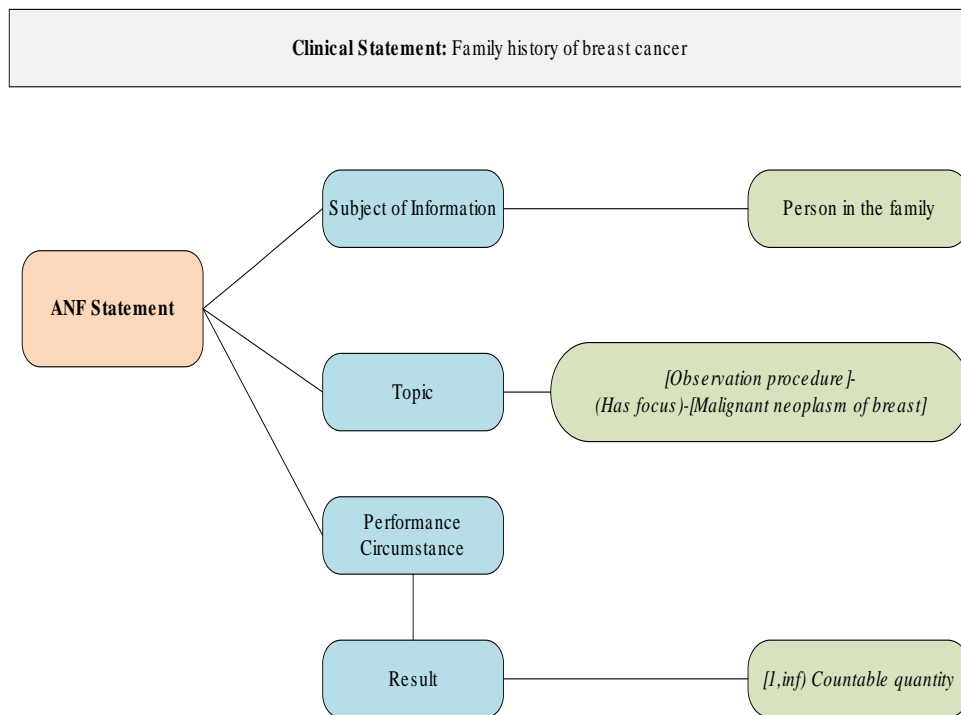 Clinical Statement: Family history of breast cancer
Subject of Information
Person in the family
ANF Statement
Topic
[Observation procedure]-
(Has focus)-[Malignant neoplasm of breast]
Performance
Circumstance
Result
[1,inf) Countable quantity